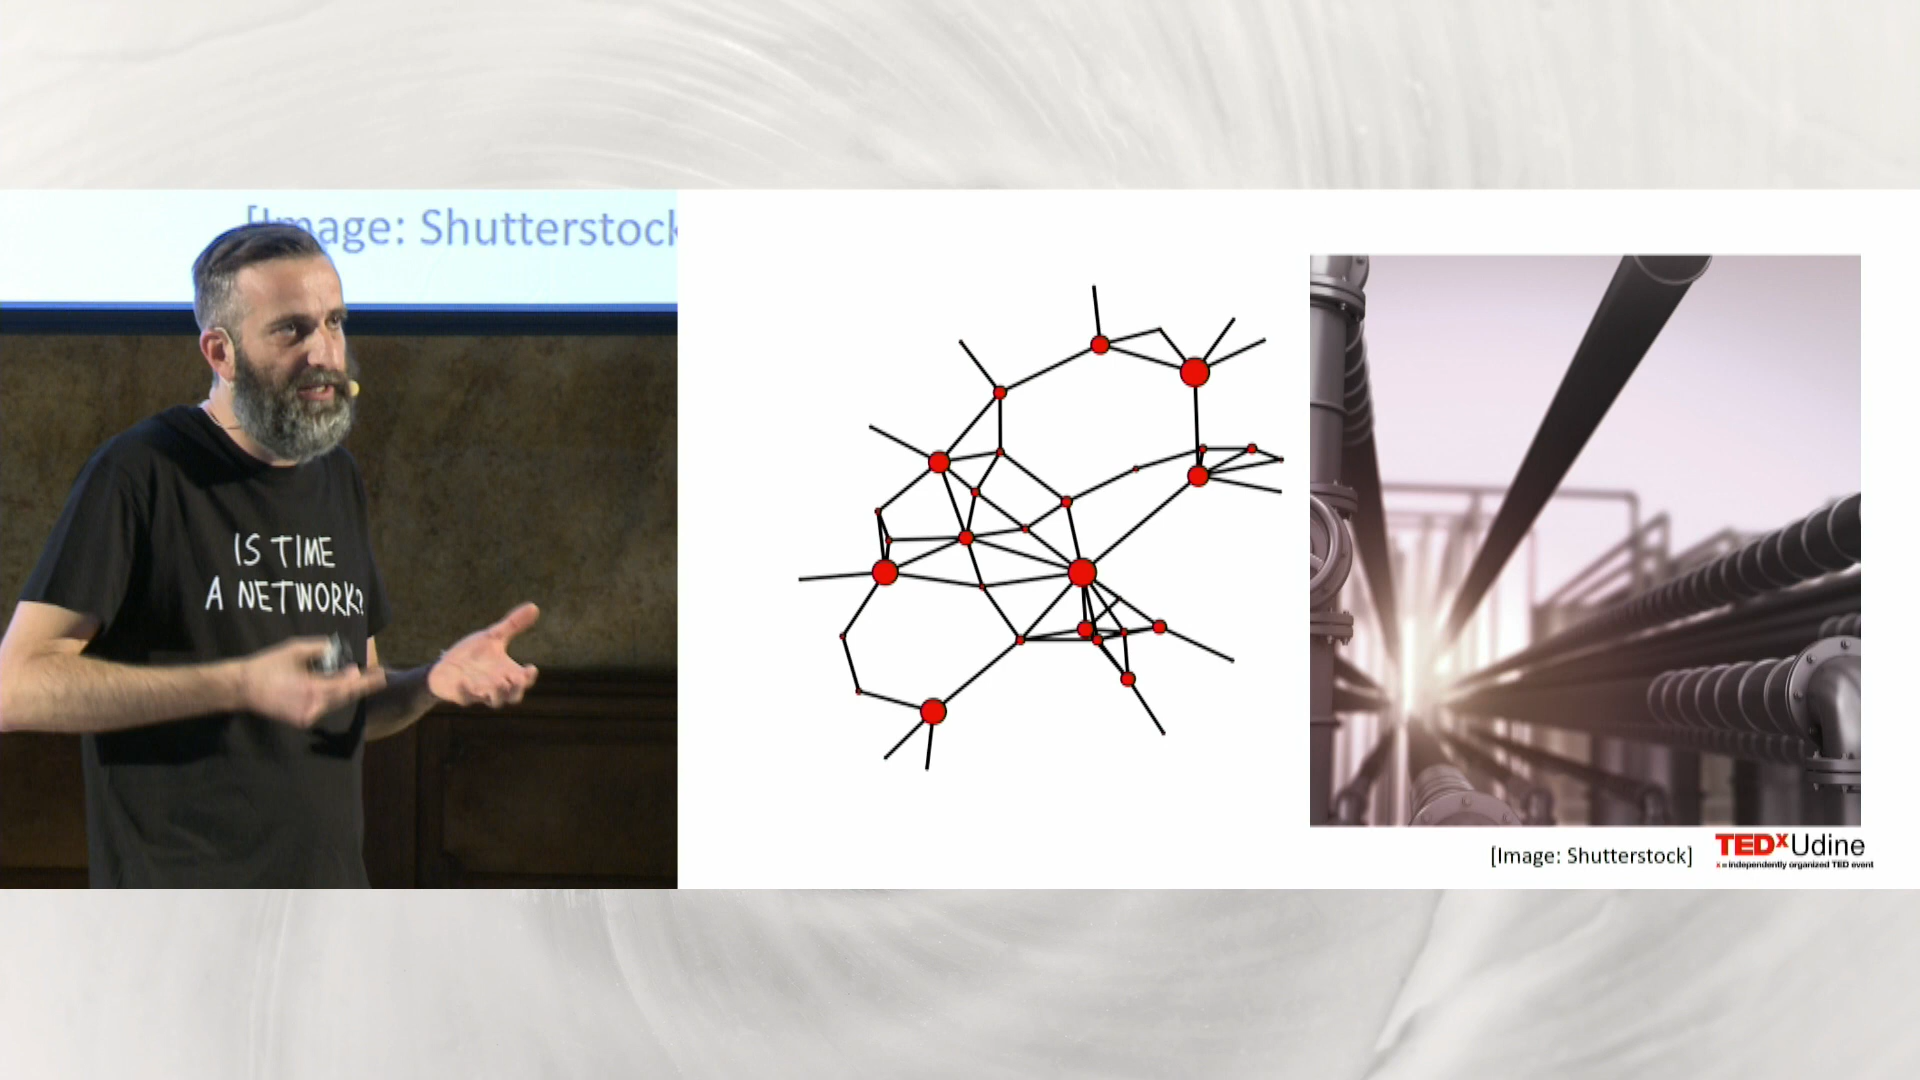 [Image: Shutterstock
IS TIME
A NETWORK?
[Image: Shutterstock]
TEDxUdine
x = independently organized TED event